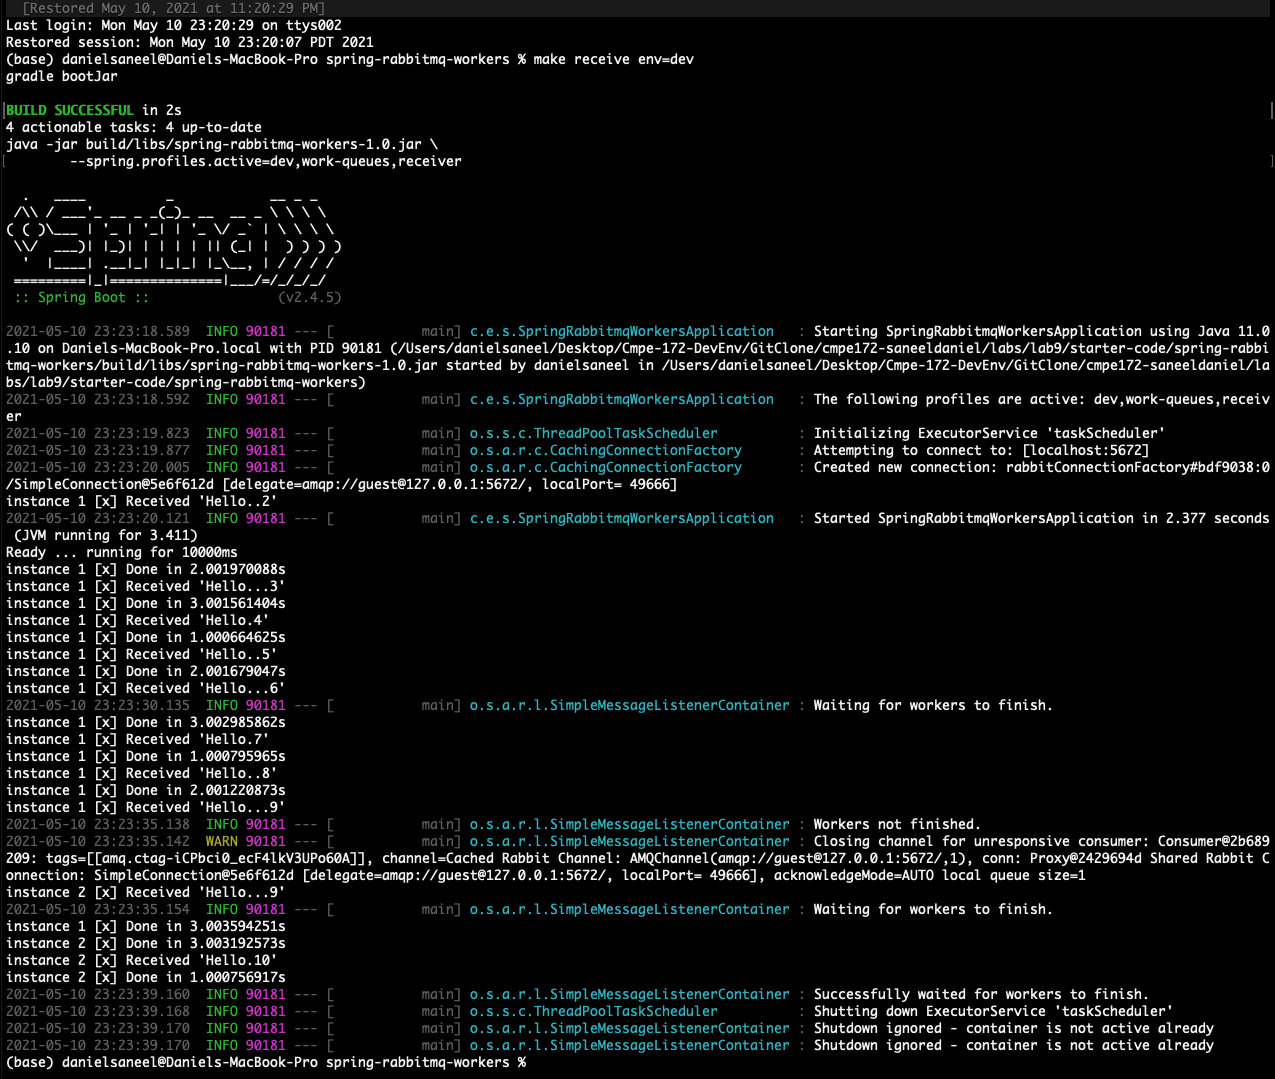 [Restored May 10, 2021 at 11:20:29 PM]
Last login: Mon May 10 23:20:29 on ttys002
Restored session: Mon May 10 23:20:07 PDT 2021
(base) danielsaneel@Daniels-MacBook-Pro spring-rabbitmq-workers % make receive env=dev
gradle bootJar

BUILD SUCCESSFUL in 2s
4 actionable tasks: 4 up-to-date
java -jar build/libs/spring-rabbitmq-workers-1.0.jar \
        --spring.profiles.active=dev,work-queues,receiver

  .   ____          _            __ _ _
 /\\ / ___'_ __ _ _(_)_ __  __ _ \ \ \ \
( ( )\___ | '_ | '_| | '_ \/ _` | \ \ \ \
 \\/  ___)| |_)| | | | | || (_| |  ) ) ) )
  '  |____| .__|_| |_|_| |_\__, | / / / /
 =========|_|==============|___/=/_/_/_/
 :: Spring Boot ::                (v2.4.5)

2021-05-10 23:23:18.589  INFO 90181 --- [           main] c.e.s.SpringRabbitmqWorkersApplication   : Starting SpringRabbitmqWorkersApplication using Java 11.0
.10 on Daniels-MacBook-Pro.local with PID 90181 (/Users/danielsaneel/Desktop/Cmpe-172-DevEnv/GitClone/cmpe172-saneeldaniel/labs/lab9/starter-code/spring-rabbi
tmq-workers/build/libs/spring-rabbitmq-workers-1.0.jar started by danielsaneel in /Users/danielsaneel/Desktop/Cmpe-172-DevEnv/GitClone/cmpe172-saneeldaniel/la
bs/lab9/starter-code/spring-rabbitmq-workers)
2021-05-10 23:23:18.592  INFO 90181 --- [           main] c.e.s.SpringRabbitmqWorkersApplication   : The following profiles are active: dev,work-queues,receiv
er
2021-05-10 23:23:19.823  INFO 90181 --- [           main] o.s.s.c.ThreadPoolTaskScheduler          : Initializing ExecutorService 'taskScheduler'
2021-05-10 23:23:19.877  INFO 90181 --- [           main] o.s.a.r.c.CachingConnectionFactory       : Attempting to connect to: [localhost:5672]
2021-05-10 23:23:20.005  INFO 90181 --- [           main] o.s.a.r.c.CachingConnectionFactory       : Created new connection: rabbitConnectionFactory#bdf9038:0
/SimpleConnection@5e6f612d [delegate=amqp://guest@127.0.0.1:5672/, localPort= 49666]
instance 1 [x] Received 'Hello..2'
2021-05-10 23:23:20.121  INFO 90181 --- [           main] c.e.s.SpringRabbitmqWorkersApplication   : Started SpringRabbitmqWorkersApplication in 2.377 seconds
 (JVM running for 3.411)
Ready ... running for 10000ms
instance 1 [x] Done in 2.001970088s
instance 1 [x] Received 'Hello...3'
instance 1 [x] Done in 3.001561404s
instance 1 [x] Received 'Hello.4'
instance 1 [x] Done in 1.000664625s
instance 1 [x] Received 'Hello..5'
instance 1 [x] Done in 2.001679047s
instance 1 [x] Received 'Hello...6'
2021-05-10 23:23:30.135  INFO 90181 --- [           main] o.s.a.r.l.SimpleMessageListenerContainer : Waiting for workers to finish.
instance 1 [x] Done in 3.002985862s
instance 1 [x] Received 'Hello.7'
instance 1 [x] Done in 1.000795965s
instance 1 [x] Received 'Hello..8'
instance 1 [x] Done in 2.001220873s
instance 1 [x] Received 'Hello...9'
2021-05-10 23:23:35.138  INFO 90181 --- [           main] o.s.a.r.l.SimpleMessageListenerContainer : Workers not finished.
2021-05-10 23:23:35.142  WARN 90181 --- [           main] o.s.a.r.l.SimpleMessageListenerContainer : Closing channel for unresponsive consumer: Consumer@2b689
209: tags=[[amq.ctag-iCPbci0_ecF4lkV3UPo60A]], channel=Cached Rabbit Channel: AMQChannel(amqp://guest@127.0.0.1:5672/,1), conn: Proxy@2429694d Shared Rabbit C
onnection: SimpleConnection@5e6f612d [delegate=amqp://guest@127.0.0.1:5672/, localPort= 49666], acknowledgeMode=AUTO local queue size=1
instance 2 [x] Received 'Hello...9'
2021-05-10 23:23:35.154  INFO 90181 --- [           main] o.s.a.r.l.SimpleMessageListenerContainer : Waiting for workers to finish.
instance 1 [x] Done in 3.003594251s
instance 2 [x] Done in 3.003192573s
instance 2 [x] Received 'Hello.10'
instance 2 [x] Done in 1.000756917s
2021-05-10 23:23:39.160  INFO 90181 --- [           main] o.s.a.r.l.SimpleMessageListenerContainer : Successfully waited for workers to finish.
2021-05-10 23:23:39.168  INFO 90181 --- [           main] o.s.s.c.ThreadPoolTaskScheduler          : Shutting down ExecutorService 'taskScheduler'
2021-05-10 23:23:39.170  INFO 90181 --- [           main] o.s.a.r.l.SimpleMessageListenerContainer : Shutdown ignored - container is not active already
2021-05-10 23:23:39.170  INFO 90181 --- [           main] o.s.a.r.l.SimpleMessageListenerContainer : Shutdown ignored - container is not active already
(base) danielsaneel@Daniels-MacBook-Pro spring-rabbitmq-workers %